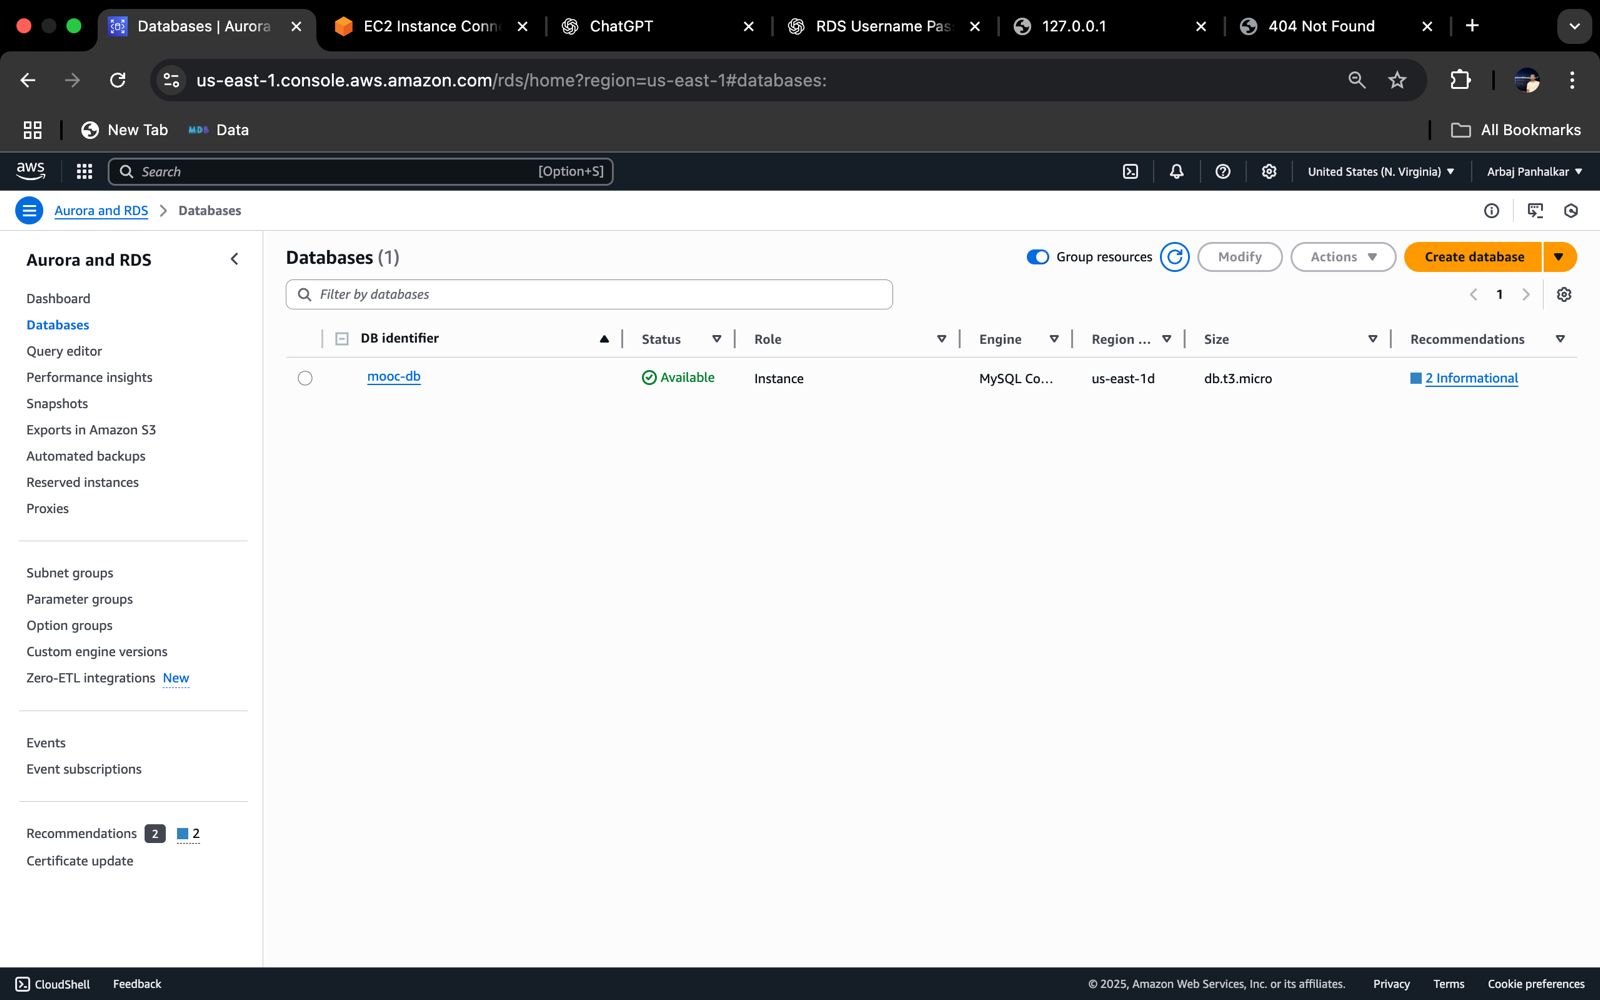 Databases | Aurora
EC2 Instance Conn
ChatGPT
RDS Username Pas
127.0.0.1
404 Not Found
us-east-1.console.aws.amazon.com/rds/home?region=us-east-1#databases:
New Tab
MDB Data
All Bookmarks
aws
Search
[Option+S]
United States (N. Virginia)
Arbaj Panhalkar
Aurora and RDS
Databases
Aurora and RDS
Dashboard
Databases
Query editor
Performance insights
Snapshots
Exports in Amazon S3
Automated backups
Reserved instances
Proxies
Subnet groups
Parameter groups
Option groups
Custom engine versions
Zero-ETL integrations New
Events
Event subscriptions
Recommendations 2 2
Certificate update
Databases (1)
Group resources
Modify
Actions
Create database
Filter by databases
1
DB identifier Status Role Engine Region ... Size Recommendations
mooc-db Available Instance MySQL Co... us-east-1d db.t3.micro 2 Informational
CloudShell
Feedback
© 2025, Amazon Web Services, Inc. or its affiliates.
Privacy
Terms
Cookie preferences